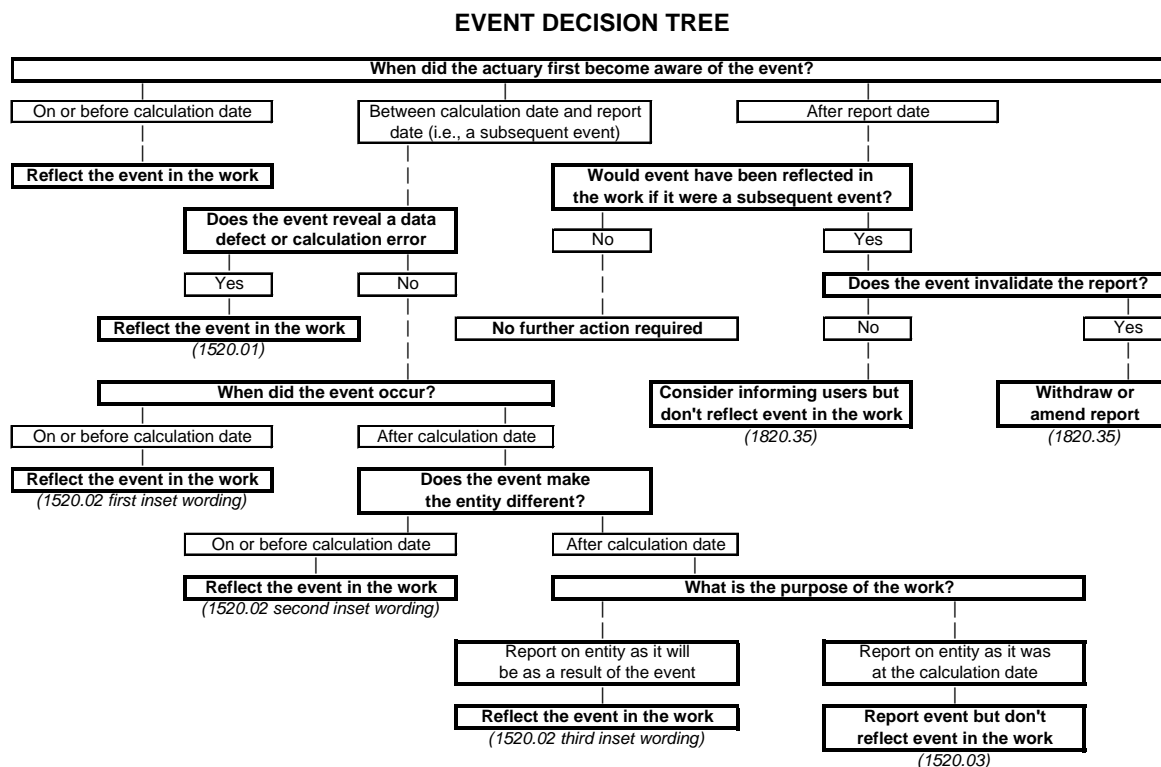 EVENT DECISION TREE
When did the actuary first become aware of the event?
On or before calculation date
Between calculation date and report
date (i.e., a subsequent event)
After report date
Reflect the event in the work
Would event have been reflected in
the work if it were a subsequent event?
Does the event reveal a data
defect or calculation error
No
Yes
Yes
No
Does the event invalidate the report?
Reflect the event in the work
(1520.01)
No further action required
No
Yes
When did the event occur?
Consider informing users but
don't reflect event in the work
(1820.35)
Withdraw or
amend report
(1820.35)
On or before calculation date
After calculation date
Reflect the event in the work
(1520.02 first inset wording)
Does the event make
the entity different?
On or before calculation date
After calculation date
Reflect the event in the work
(1520.02 second inset wording)
What is the purpose of the work?
Report on entity as it will
be as a result of the event
Report on entity as it was
at the calculation date
Reflect the event in the work
(1520.02 third inset wording)
Report event but don't
reflect event in the work
(1520.03)